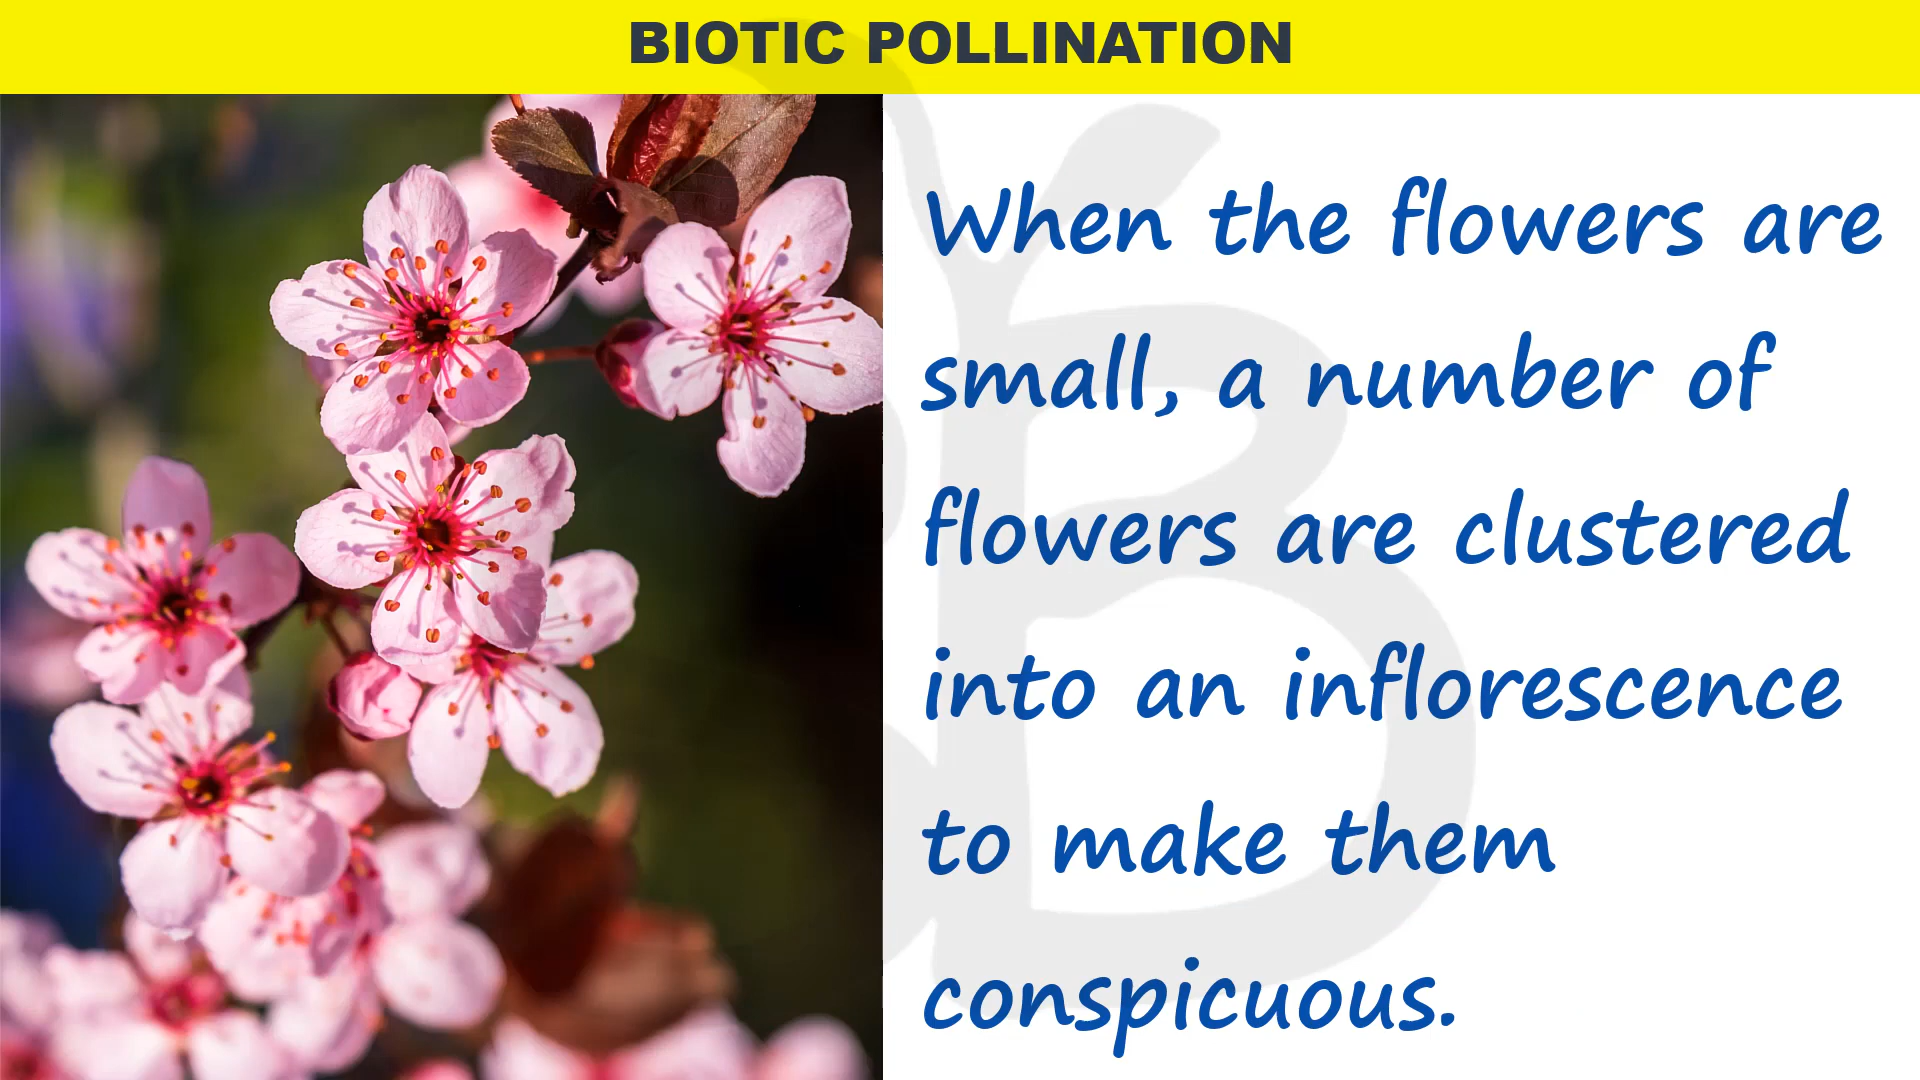 BIOTIC POLLINATION
When the flowers are
small, a number of
flowers are clustered
into an inflorescence
to make them
conspicuous.